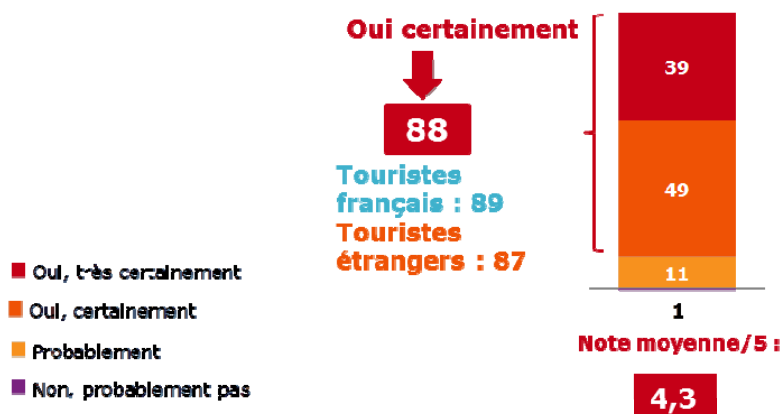 Oui certainement
39
88
49
Touristes
français : 89
Touristes
étrangers : 87
11
Oui, très certainement
Oui, certainement
1
Probablement
Note moyenne/5 :
Non, probablement pas
4,3